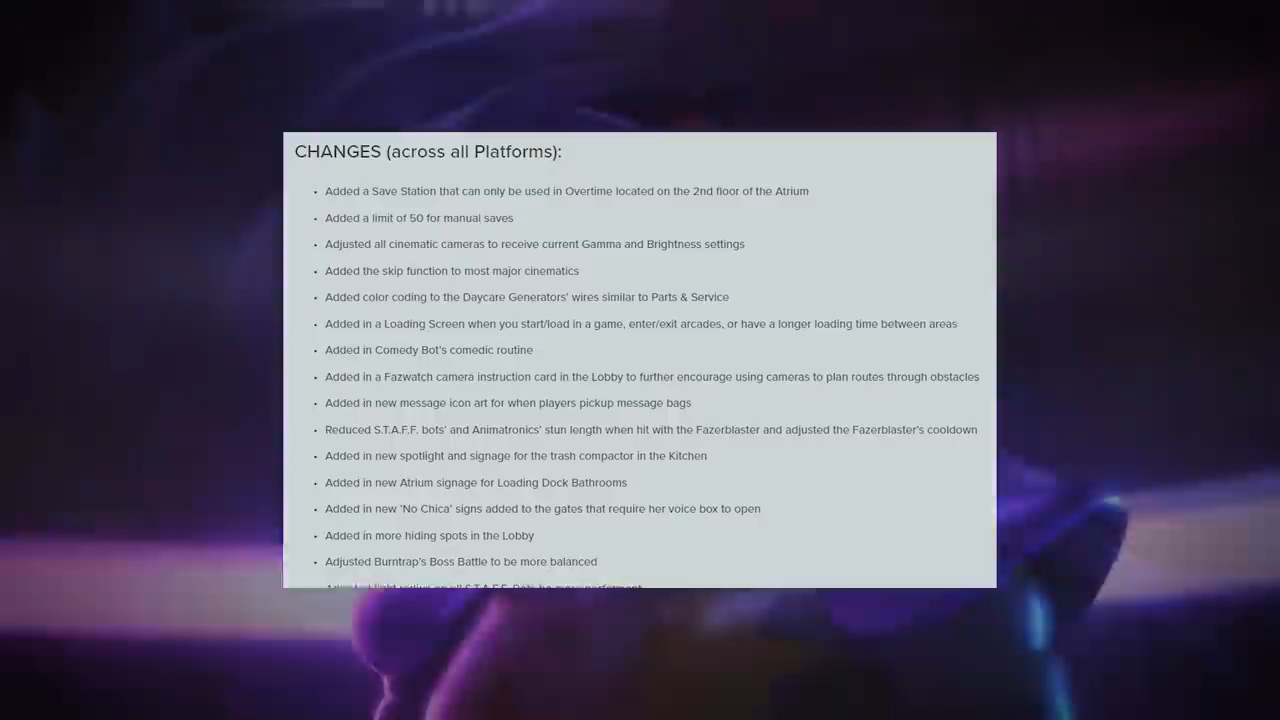 CHANGES (across all Platforms):
• Added a Save Station that can only be used in Overtime located on the 2nd floor of the Atrium
• Added a limit of 50 for manual saves
• Adjusted all cinematic cameras to receive current Gamma and Brightness settings
• Added the skip function to most major cinematics
• Added color coding to the Daycare Generators' wires similar to Parts & Service
• Added in a Loading Screen when you start/load in a game, enter/exit arcades, or have a longer loading time between areas
• Added in Comedy Bot's comedic routine
• Added in a Fazwatch camera instruction card in the Lobby to further encourage using cameras to plan routes through obstacles
• Added in new message icon art for when players pickup message bags
• Reduced S.T.A.F.F. bots' and Animatronics' stun length when hit with the Fazerblaster and adjusted the Fazerblaster's cooldown
• Added in new spotlight and signage for the trash compactor in the Kitchen
• Added in new Atrium signage for Loading Dock Bathrooms
• Added in new 'No Chica' signs added to the gates that require her voice box to open
• Added in more hiding spots in the Lobby
• Adjusted Burntrap's Boss Battle to be more balanced
light radius on all S.T.A.F.F. Bots be more performant